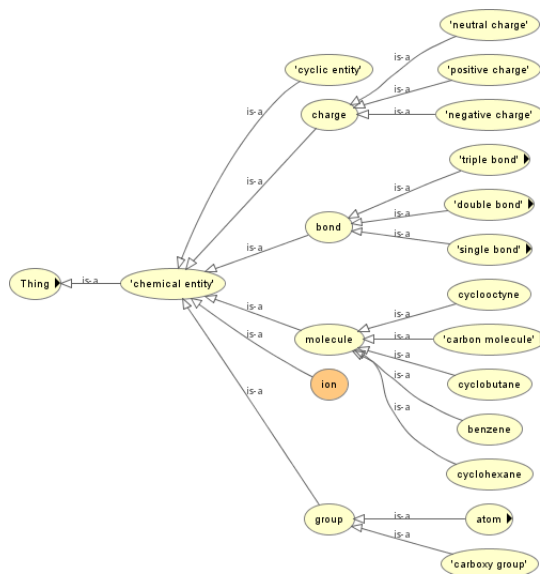 'neutral charge'
is-a
'cyclic entity'
'positive charge'
is-a
is-a
charge
is-a
'negative charge'
'triple bond'
is-a
is-a
'double bond'
bond
is-a
is-a
'single bond'
is-a
Thing
is-a
'chemical entity'
cyclooctyne
is-a
is-a
molecule
is-a
'carbon molecule'
is-a
is-a
ion
cyclobutane
is-a
is-a
is-a
benzene
cyclohexane
group
is-a
atom
is-a
'carboxy group'